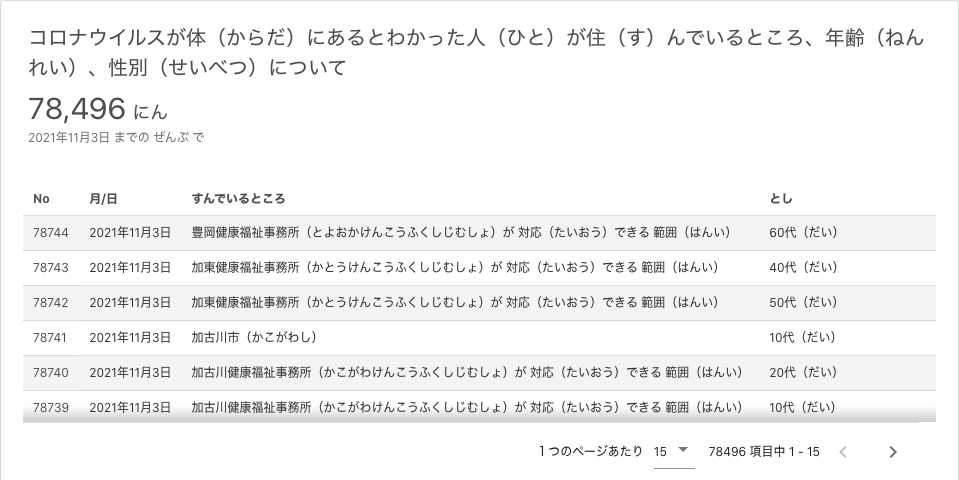 コロナウイルスが体（からだ）にあるとわかった人（ひと）が住（す）んでいるところ、年齢（ねん
れい）、性別（せいべつ）について
78,496 にん
2021年11月3日 までの ぜんぶ で
No 月/日 すんでいるところ とし
78744 2021年11月3日 豊岡健康福祉事務所（とよおかけんこうふくしじむしょ）が 対応（たいおう）できる 範囲（はんい） 60代（だい）
78743 2021年11月3日 加東健康福祉事務所（かとうけんこうふくしじむしょ）が 対応（たいおう）できる 範囲（はんい） 40代（だい）
78742 2021年11月3日 加東健康福祉事務所（かとうけんこうふくしじむしょ）が 対応（たいおう）できる 範囲（はんい） 50代（だい）
78741 2021年11月3日 加古川市（かこがわし） 10代（だい）
78740 2021年11月3日 加古川健康福祉事務所（かこがわけんこうふくしじむしょ）が 対応（たいおう）できる 範囲（はんい） 20代（だい）
78739 2021年11月3日 加古川健康福祉事務所（かこがわけんこうふくしじむしょ）が 対応（たいおう）できる 範囲（はんい） 10代（だい）
1 つのページあたり 15 78496 項目中 1 - 15